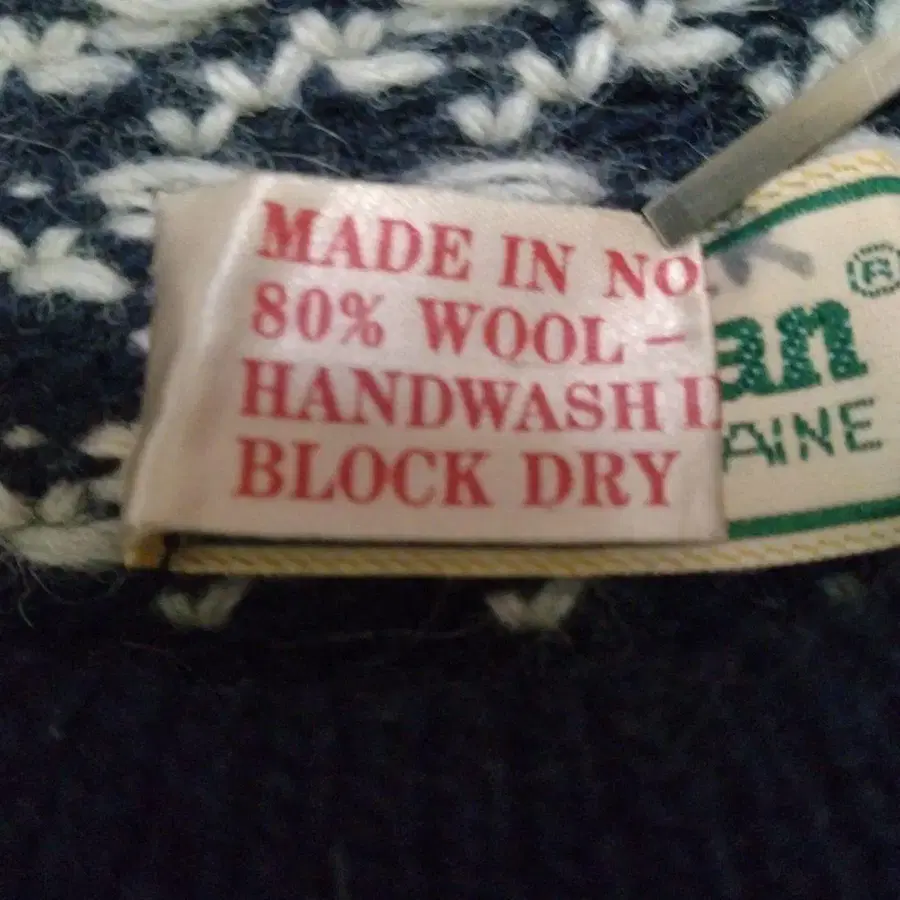 MADE IN NO
80% WOOL –
HANDWASH I
BLOCK DRY
an ®
AINE